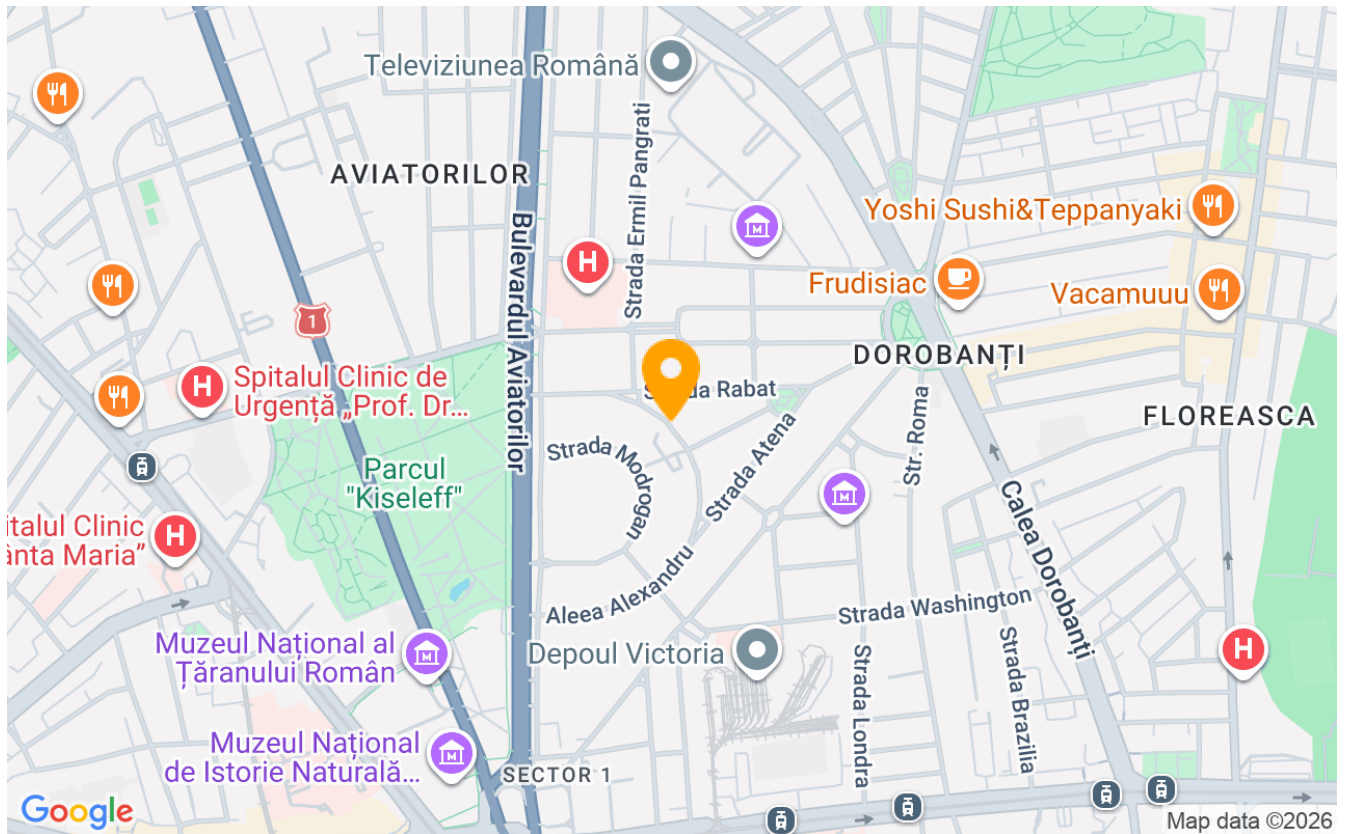 Televiziunea Română
Strada Ermil Pangrati
AVIATORILOR
Bulevardul Aviatorilor
Yoshi Sushi&Teppanyaki
H
Frudisiac
Vacamuuu
1
DOROBANȚI
H
Spitalul Clinic de
Urgență „Prof. Dr...
Rabat
FLOREASCA
Str. Roma
Strada Modrogan
Strada Atena
Parcul
"Kiseleff"
Calea Dorobanți
Clinic
Maria”
H
Aleea Alexandru
Strada Washington
Muzeul Național al
Țăranului Român
Depoul Victoria
H
Strada Londra
Strada Brazilia
Muzeul Național
de Istorie Naturală...
SECTOR 1
Google
Map data ©2026